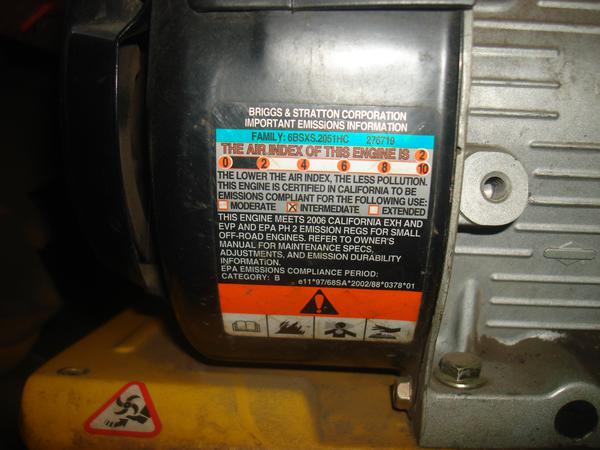 BRIGGS & STRATTON CORPORATION
IMPORTANT EMISSIONS INFORMATION
FAMILY: 6BSXS.2051HC 276719
THE AIR INDEX OF THIS ENGINE IS 2
0 2 4 6 8 10
THE LOWER THE AIR INDEX, THE LESS POLLUTION.
THIS ENGINE IS CERTIFIED IN CALIFORNIA TO BE
EMISSIONS COMPLIANT FOR THE FOLLOWING USE:
MODERATE INTERMEDIATE EXTENDED
THIS ENGINE MEETS 2006 CALIFORNIA EXH AND
EVP AND EPA PH 2 EMISSION REGS FOR SMALL
OFF-ROAD ENGINES. REFER TO OWNER'S
MANUAL FOR MAINTENANCE SPECS,
ADJUSTMENTS, AND EMISSION DURABILITY
INFORMATION.
EPA EMISSIONS COMPLIANCE PERIOD:
CATEGORY: B e11*97/68SA*2002/88*0378*01